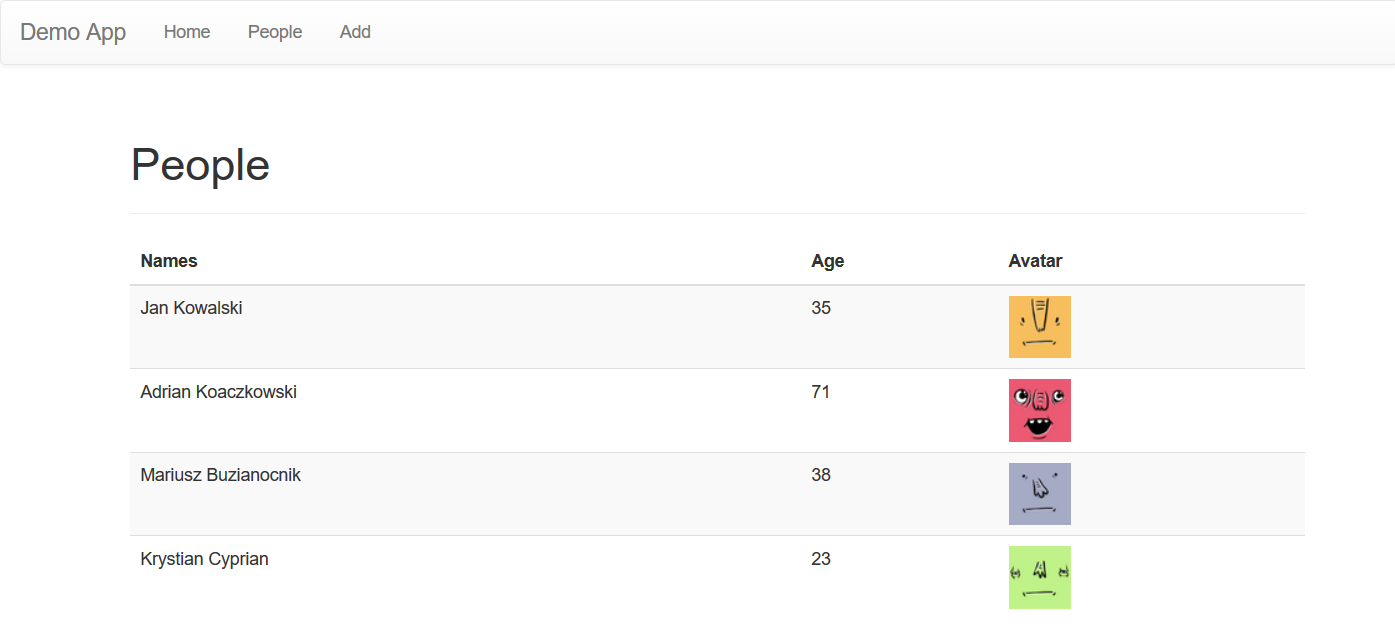 Demo App Home People Add
People
Names Age Avatar
Jan Kowalski 35
Adrian Koaczkowski 71
Mariusz Buzianocnik 38
Krystian Cyprian 23